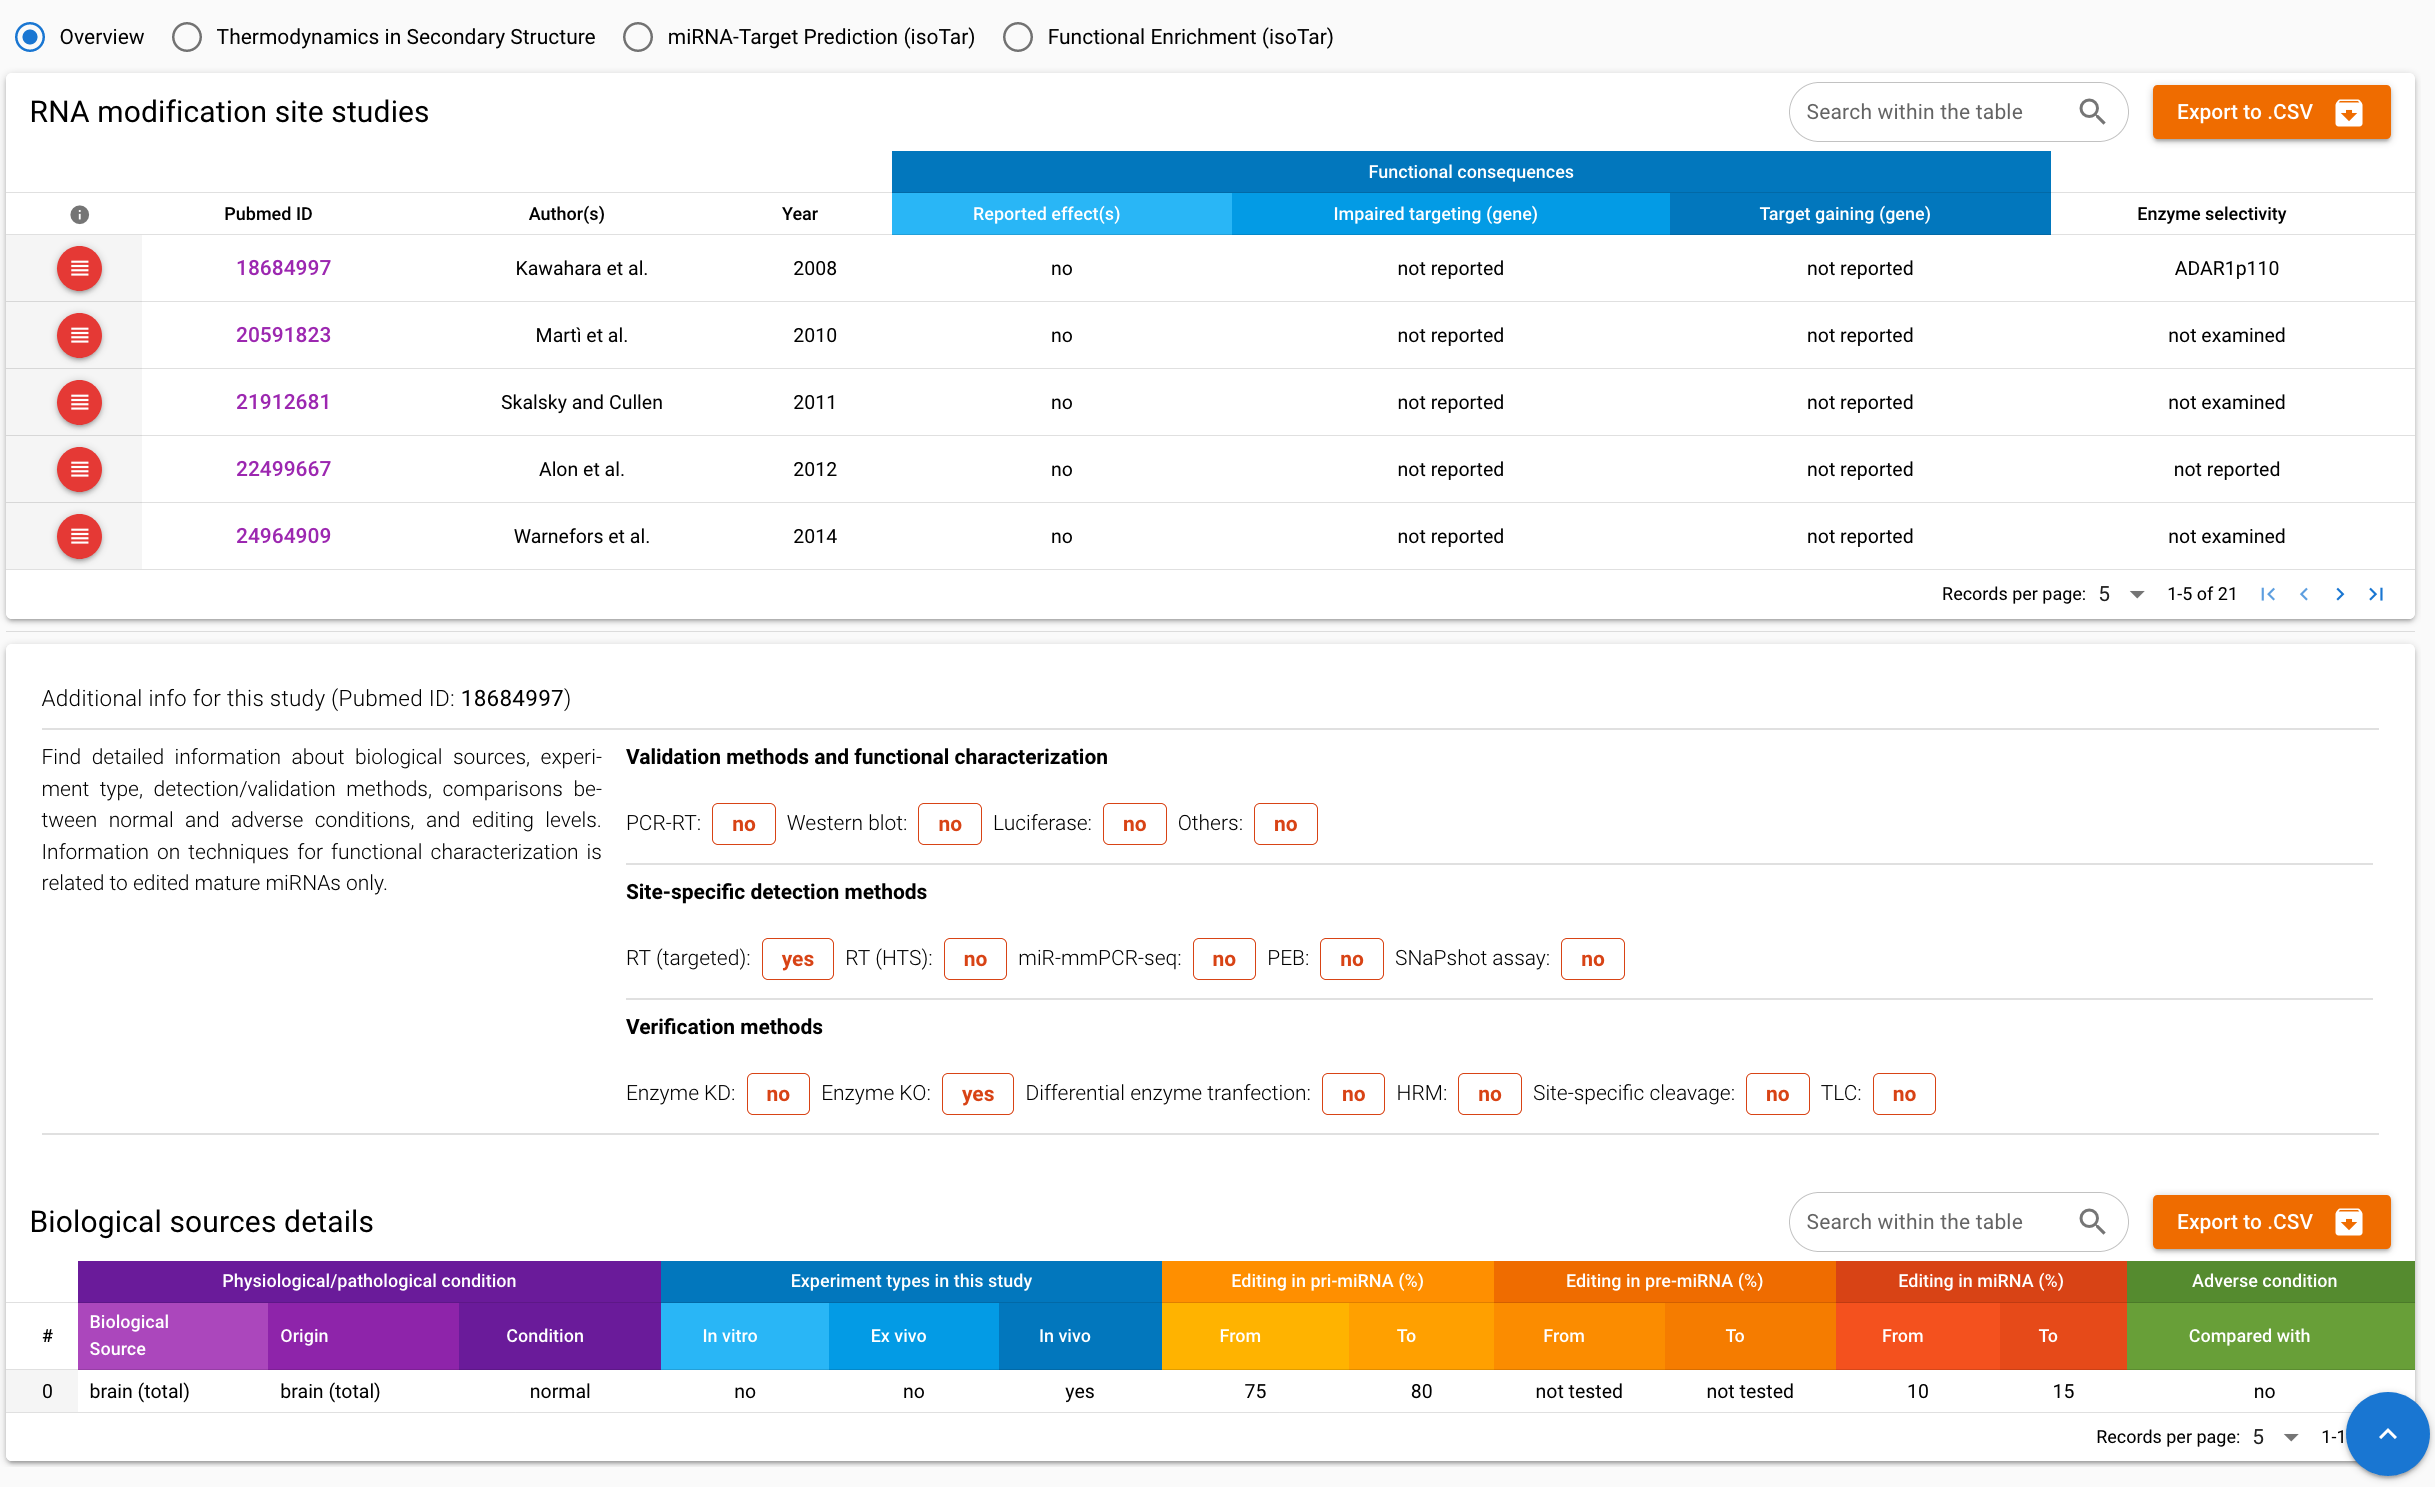 Overview Thermodynamics in Secondary Structure miRNA-Target Prediction (isoTar) Functional Enrichment (isoTar)
RNA modification site studies Search within the table Export to .CSV
Functional consequences
Pubmed ID Author(s) Year Reported effect(s) Impaired targeting (gene) Target gaining (gene) Enzyme selectivity
18684997 Kawahara et al. 2008 no not reported not reported ADAR1p110
20591823 Martì et al. 2010 no not reported not reported not examined
21912681 Skalsky and Cullen 2011 no not reported not reported not examined
22499667 Alon et al. 2012 no not reported not reported not reported
24964909 Warnefors et al. 2014 no not reported not reported not examined
Records per page: 5 1-5 of 21
Additional info for this study (Pubmed ID: 18684997)
Find detailed information about biological sources, experi-
ment type, detection/validation methods, comparisons be-
tween normal and adverse conditions, and editing levels.
Information on techniques for functional characterization is
related to edited mature miRNAs only.
Validation methods and functional characterization
PCR-RT: no Western blot: no Luciferase: no Others: no
Site-specific detection methods
RT (targeted): yes RT (HTS): no miR-mmPCR-seq: no PEB: no SNaPshot assay: no
Verification methods
Enzyme KD: no Enzyme KO: yes Differential enzyme tranfection: no HRM: no Site-specific cleavage: no TLC: no
Biological sources details Search within the table Export to .CSV
Physiological/pathological condition Experiment types in this study Editing in pri-miRNA (%) Editing in pre-miRNA (%) Editing in miRNA (%) Adverse condition
# Biological Source Origin Condition In vitro Ex vivo In vivo From To From To From To Compared with
0 brain (total) brain (total) normal no no yes 75 80 not tested not tested 10 15 no
Records per page: 5 1-1